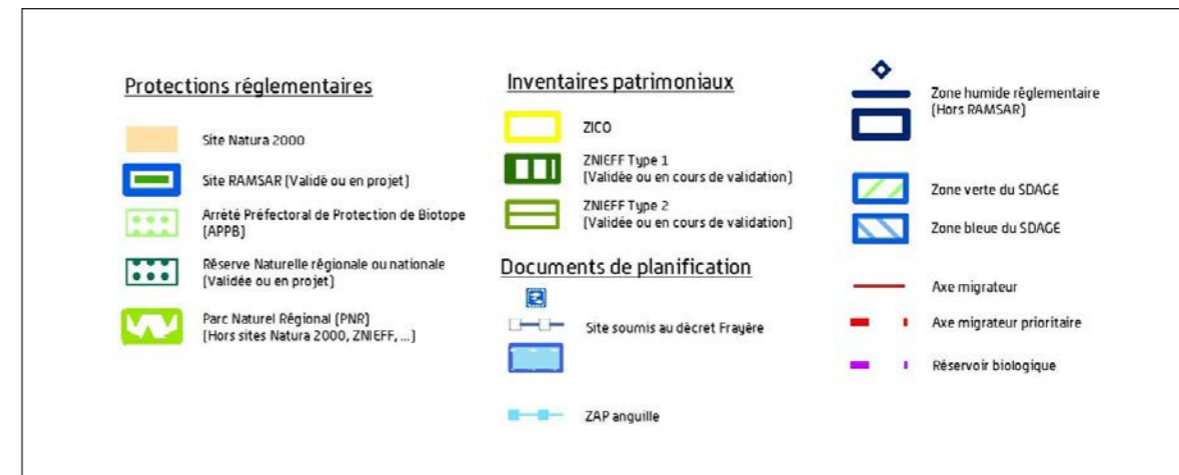 Protections réglementaires
Site Natura 2000
Site RAMSAR (Validé ou en projet)
Arrêté Préfectoral de Protection de Biotope
(APPB)
Réserve Naturelle régionale ou nationale
(Validée ou en projet)
Parc Naturel Régional (PNR)
(Hors sites Natura 2000, ZNIEFF, ...)
Inventaires patrimoniaux
ZICO
ZNIEFF Type 1
(Validée ou en cours de validation)
ZNIEFF Type 2
(Validée ou en cours de validation)
Documents de planification
Site soumis au décret Frayère
ZAP anguille
Zone humide réglementaire
(Hors RAMSAR)
Zone verte du SDAGE
Zone bleue du SDAGE
Axe migrateur
Axe migrateur prioritaire
Réservoir biologique